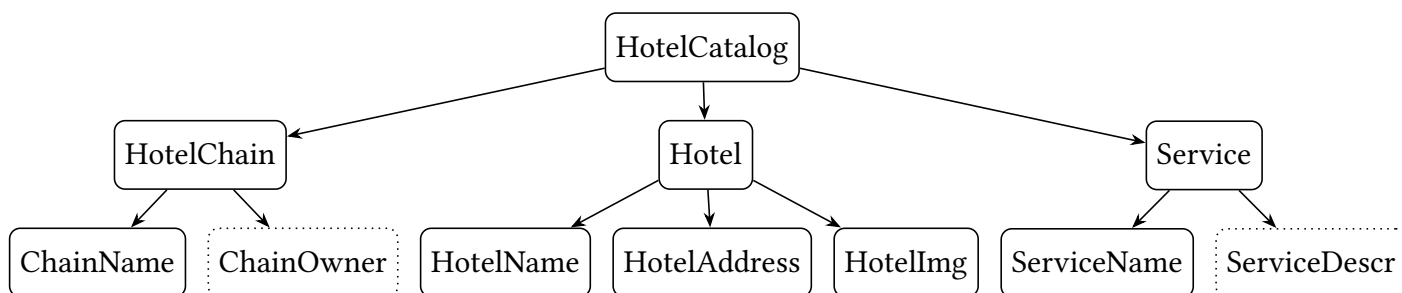 HotelCatalog
HotelChain Hotel Service
ChainName ChainOwner HotelName HotelAddress HotelImg ServiceName ServiceDescr